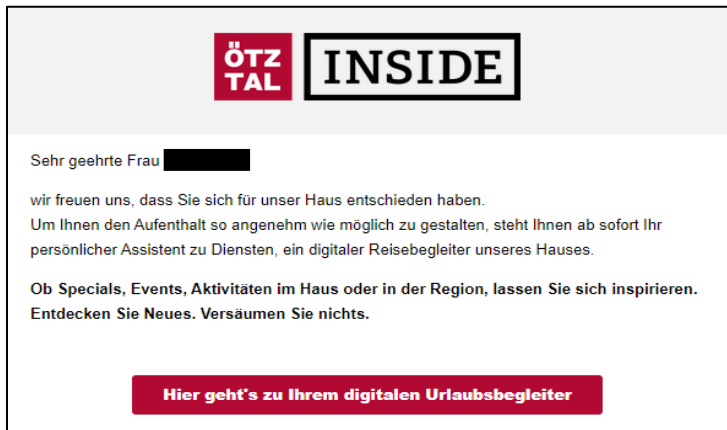 ÖTZ
TAL
INSIDE
Sehr geehrte Frau
wir freuen uns, dass Sie sich für unser Haus entschieden haben.
Um Ihnen den Aufenthalt so angenehm wie möglich zu gestalten, steht Ihnen ab sofort Ihr
persönlicher Assistent zu Diensten, ein digitaler Reisebegleiter unseres Hauses.
Ob Specials, Events, Aktivitäten im Haus oder in der Region, lassen Sie sich inspirieren.
Entdecken Sie Neues. Versäumen Sie nichts.
Hier geht's zu Ihrem digitalen Urlaubsbegleiter